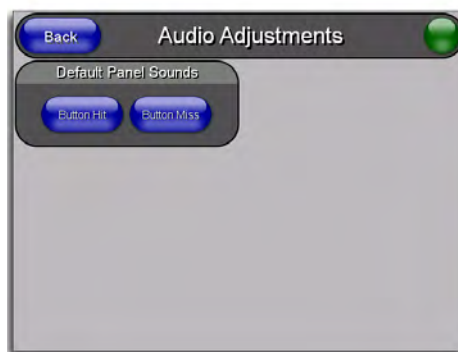 Back
Audio Adjustments
Default Panel Sounds
Button Hit
Button Miss